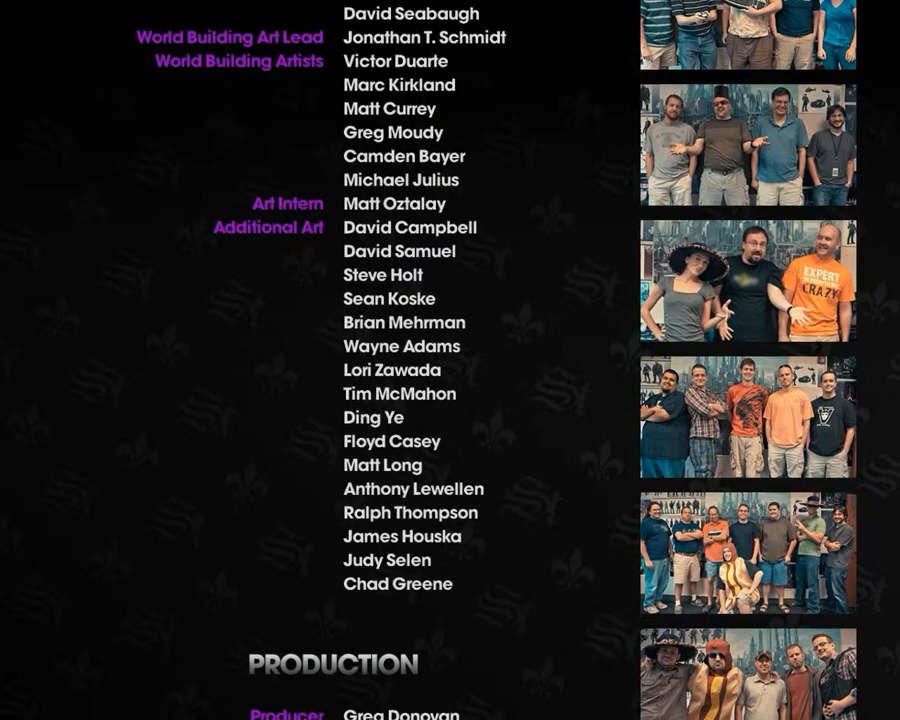 David Seabaugh
World Building Art Lead Jonathan T. Schmidt
World Building Artists Victor Duarte
Marc Kirkland
Matt Currey
Greg Moudy
Camden Bayer
Michael Julius
Art Intern Matt Oztalay
Additional Art David Campbell
David Samuel
Steve Holt
Sean Koske
Brian Mehrman
Wayne Adams
Lori Zawada
Tim McMahon
Ding Ye
Floyd Casey
Matt Long
Anthony Lewellen
Ralph Thompson
James Houska
Judy Selen
Chad Greene
PRODUCTION
Producer Greg Donovan
EXPERT
CRAZY